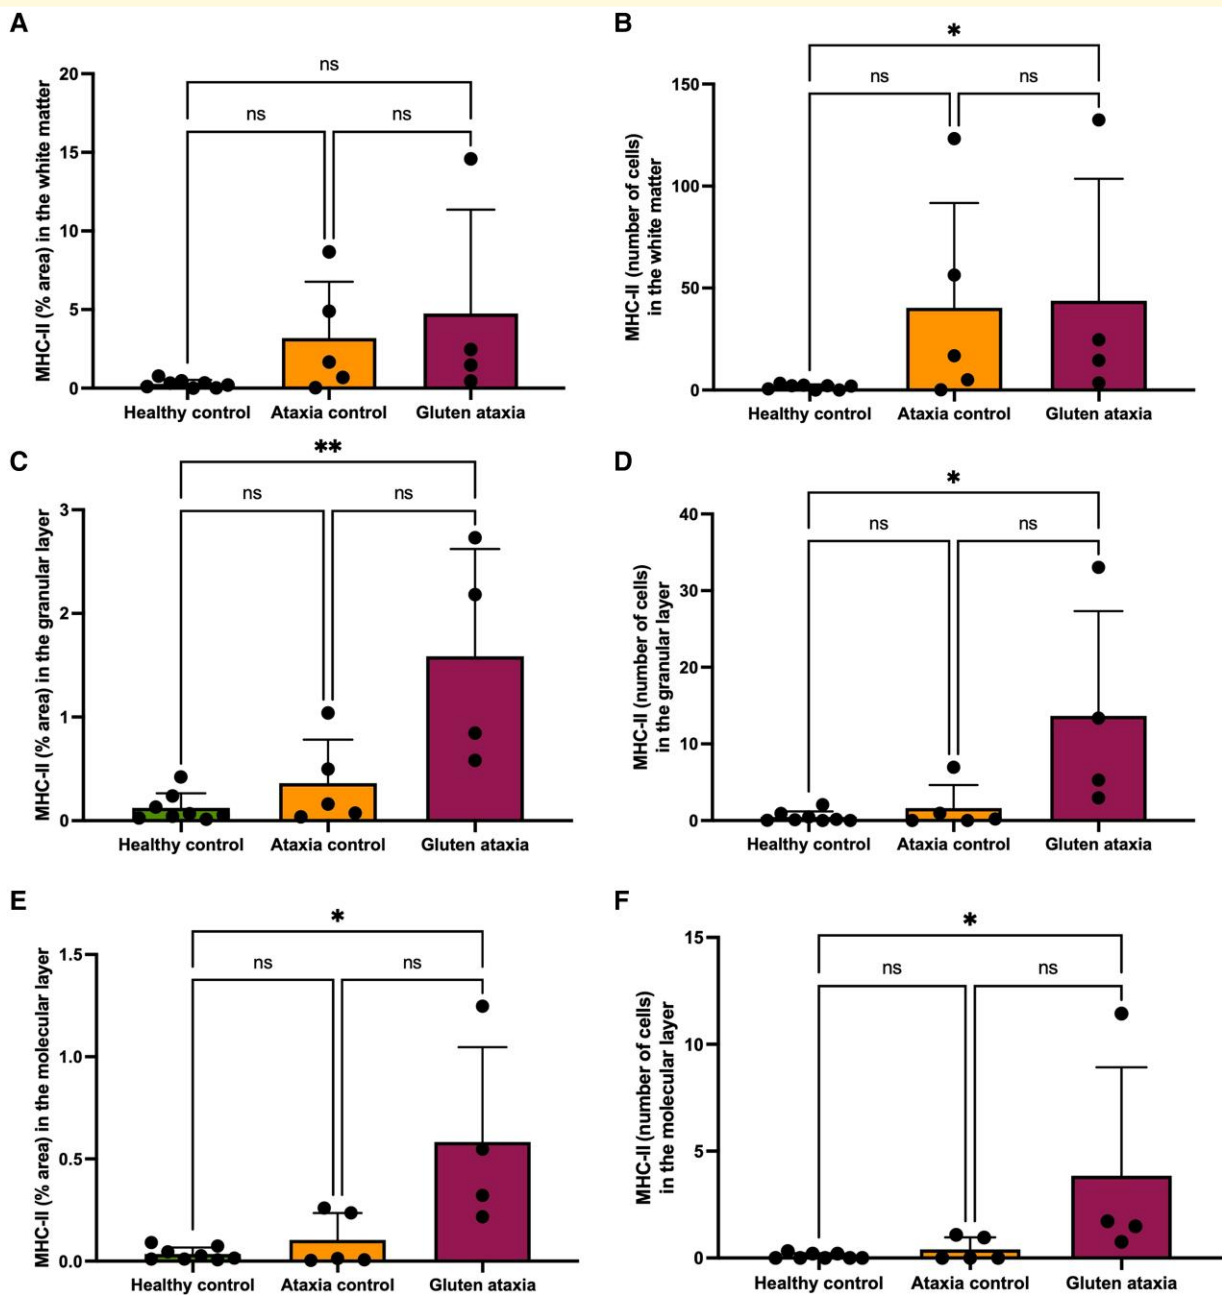 A
MHC-II (% area) in the white matter
20
15
10
5
0
ns
ns
ns
Healthy control
Ataxia control
Gluten ataxia
B
MHC-II (number of cells)
in the white matter
150
100
50
0
*
ns
ns
Healthy control
Ataxia control
Gluten ataxia
C
MHC-II (% area) in the granular layer
3
2
1
0
**
ns
ns
Healthy control
Ataxia control
Gluten ataxia
D
MHC-II (number of cells)
in the granular layer
40
30
20
10
0
*
ns
ns
Healthy control
Ataxia control
Gluten ataxia
E
MHC-II (% area) in the molecular layer
1.5
1.0
0.5
0.0
*
ns
ns
Healthy control
Ataxia control
Gluten ataxia
F
MHC-II (number of cells)
in the molecular layer
15
10
5
0
*
ns
ns
Healthy control
Ataxia control
Gluten ataxia